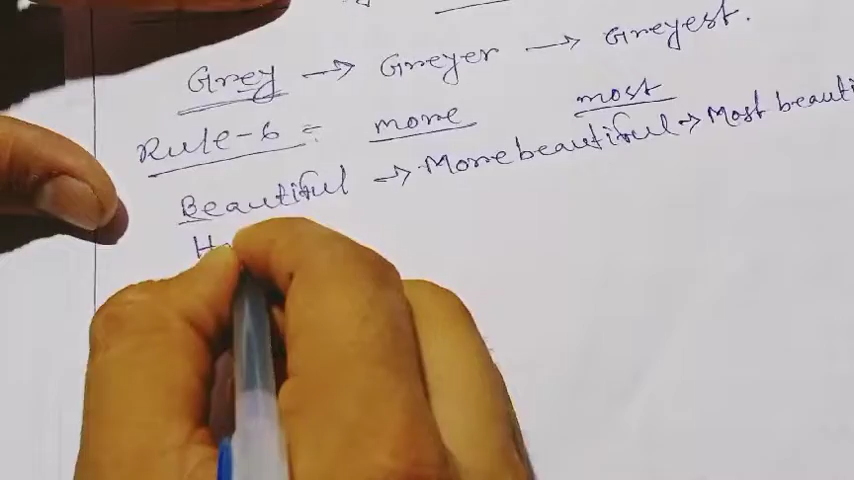 Grey → Greyer → Greyest.
Rule-6 : more most
Beautiful → More beautiful → Most beauti
H